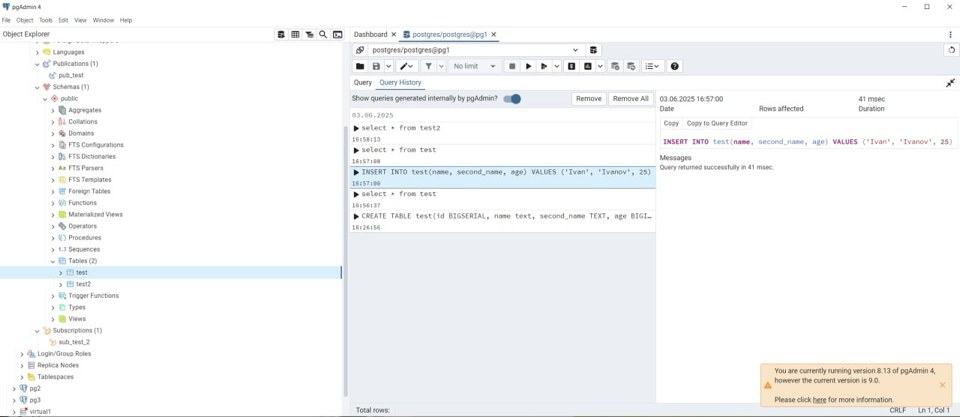 pgAdmin 4
File Object Tools Edit View Window Help
Object Explorer
Languages
Publications (1)
pub_test
Schemas (1)
public
Aggregates
Collations
Domains
FTS Configurations
FTS Dictionaries
FTS Parsers
FTS Templates
Foreign Tables
Functions
Materialized Views
Operators
Procedures
1..3 Sequences
Tables (2)
test
test2
Trigger Functions
Types
Views
Subscriptions (1)
sub_test_2
Login/Group Roles
Replica Nodes
Tablespaces
pg2
pg3
virtual1
Dashboard
postgres/postgres@pg1
postgres/postgres@pg1
No limit
Query Query History
Show queries generated internally by pgAdmin?
Remove Remove All
03.06.2025
select * from test2
16:58:13
select * from test
16:57:08
INSERT INTO test(name, second_name, age) VALUES ('Ivan', 'Ivanov', 25)
16:57:00
select * from test
16:56:37
CREATE TABLE test(id BIGSERIAL, name text, second_name TEXT, age BIGI…
16:26:56
03.06.2025 16:57:00 41 msec
Date Rows affected Duration
Copy Copy to Query Editor
INSERT INTO test(name, second_name, age) VALUES ('Ivan', 'Ivanov', 25)
Messages
Query returned successfully in 41 msec.
You are currently running version 8.13 of pgAdmin 4,
however the current version is 9.0.
Please click here for more information.
Total rows: CRLF Ln 1, Col 1